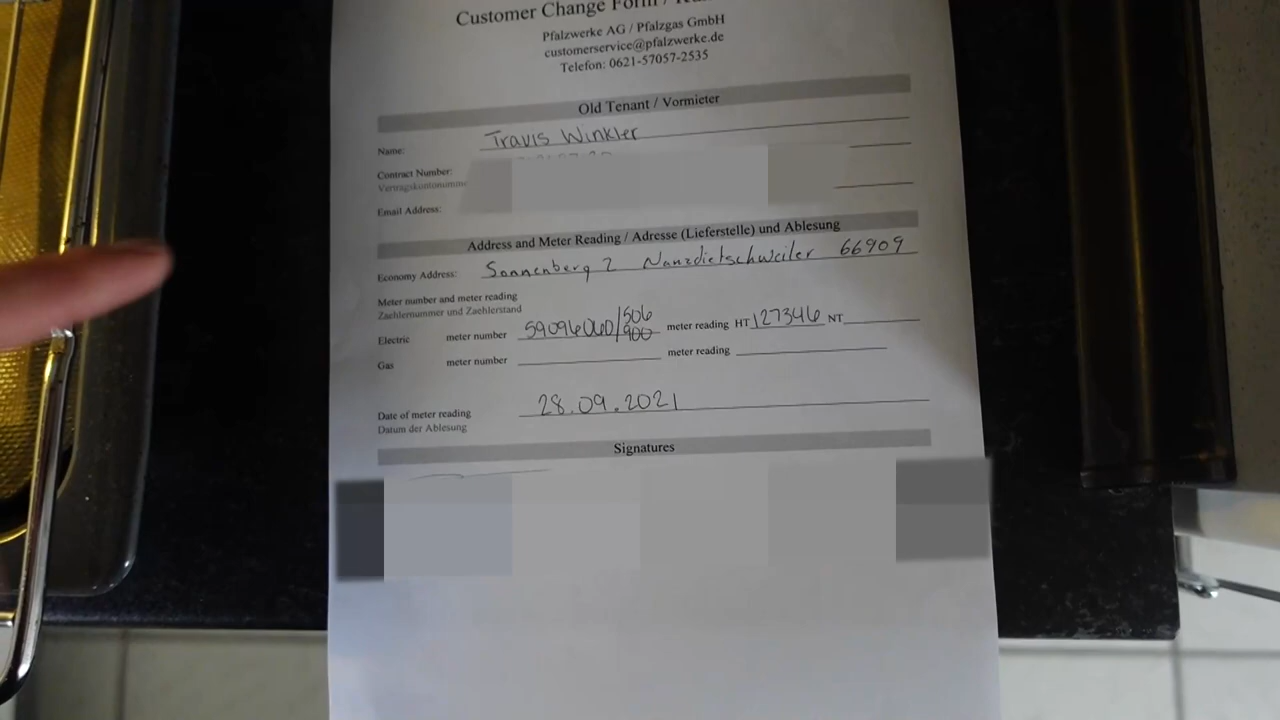 Customer Change Form /
Pfalzwerke AG / Pfalzgas GmbH
customerservice@pfalzwerke.de
Telefon: 0621-57057-2535
Old Tenant / Vormieter
Name: Travis Winkler
Contract Number:
Vertragskontonumme
Email Address:
Address and Meter Reading / Adresse (Lieferstelle) und Ablesung
Economy Address: Sonnenberg 2 Nanzdietschweiler 66909
Meter number and meter reading
Zaehlernummer und Zaehlerstand
Electric meter number meter reading HT 127346 NT
Gas meter number meter reading
Date of meter reading 28.09.2021
Datum der Ablesung
Signatures